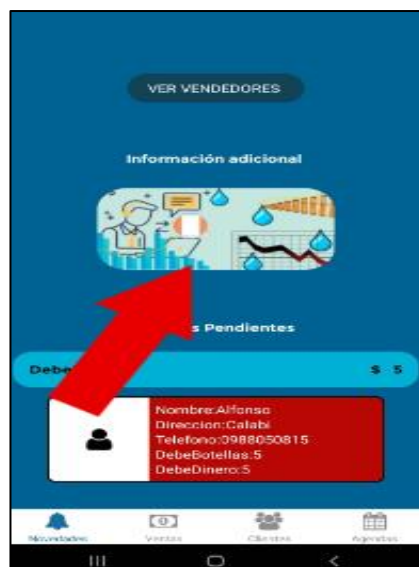 VER VENDEDORES
Información adicional
s Pendientes
Debe $ 5
Nombre:Alfonso
Direccion:Calabi
Telefono:0988050815
DebeBotellas:5
DebeDinero:5
Novedades Ventas Clientes Agendas